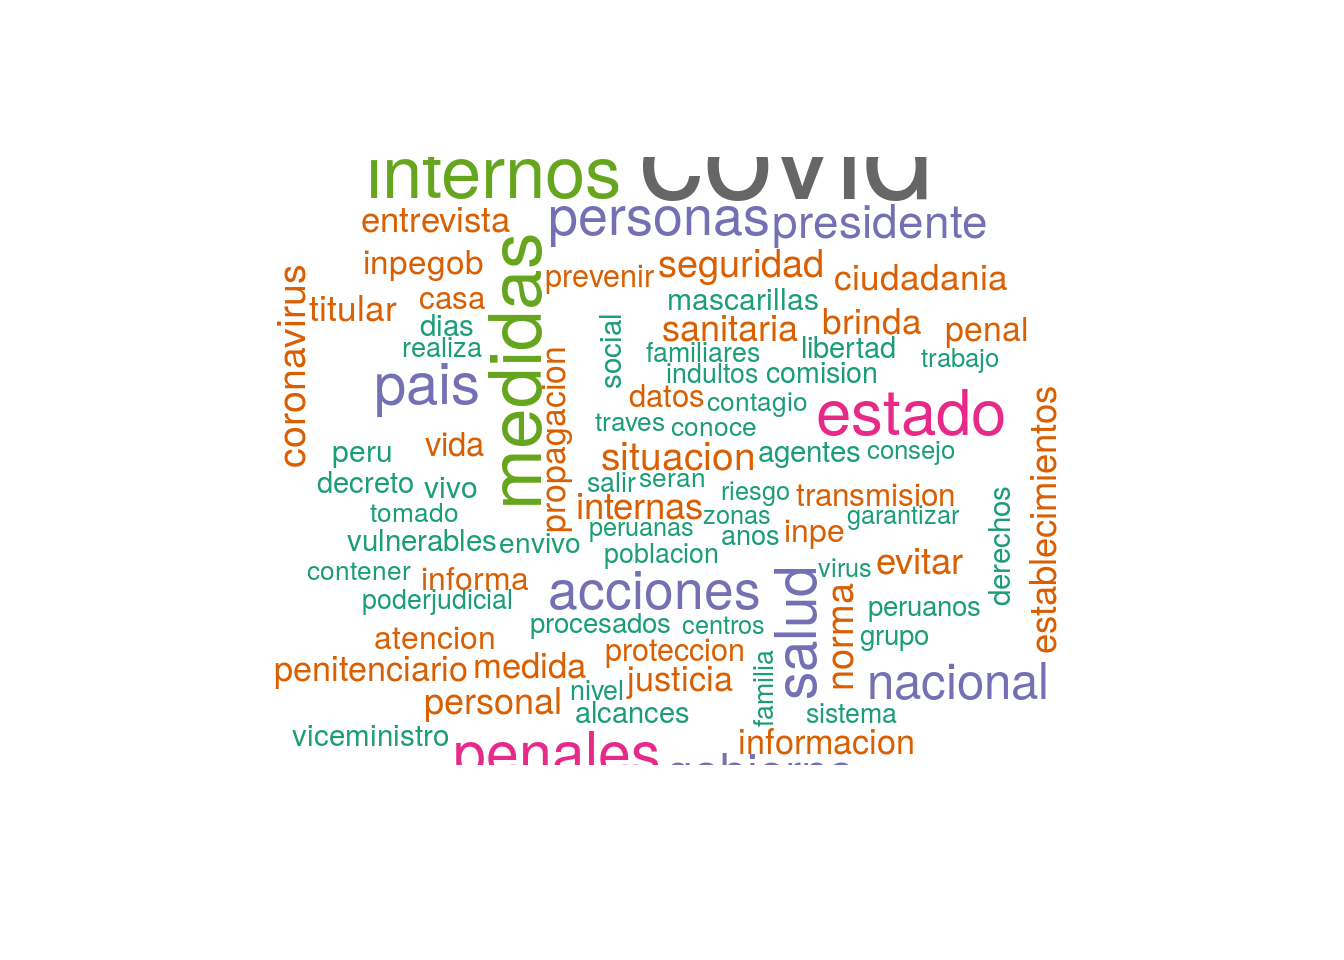 internos covid
entrevista personas presidente
inpegob prevenir seguridad ciudadania
coronavirus titular casa medidas mascarillas
dias social sanitaria brinda penal
realiza familiares libertad trabajo
pais propagacion indultos comision
datos contagio estado establecimientos
traves conoce
peru vida situacion agentes consejo
decreto vivo salir seran riesgo transmision
tomado internas zonas garantizar derechos
vulnerables envivo peruanas anos inpe
poblacion
contener informa acciones salud virus evitar
poderjudicial norma peruanos
procesados centros grupo
atencion proteccion
penitenciario medida justicia familia nacional
personal nivel
alcances sistema
viceministro penales gobierno informacion